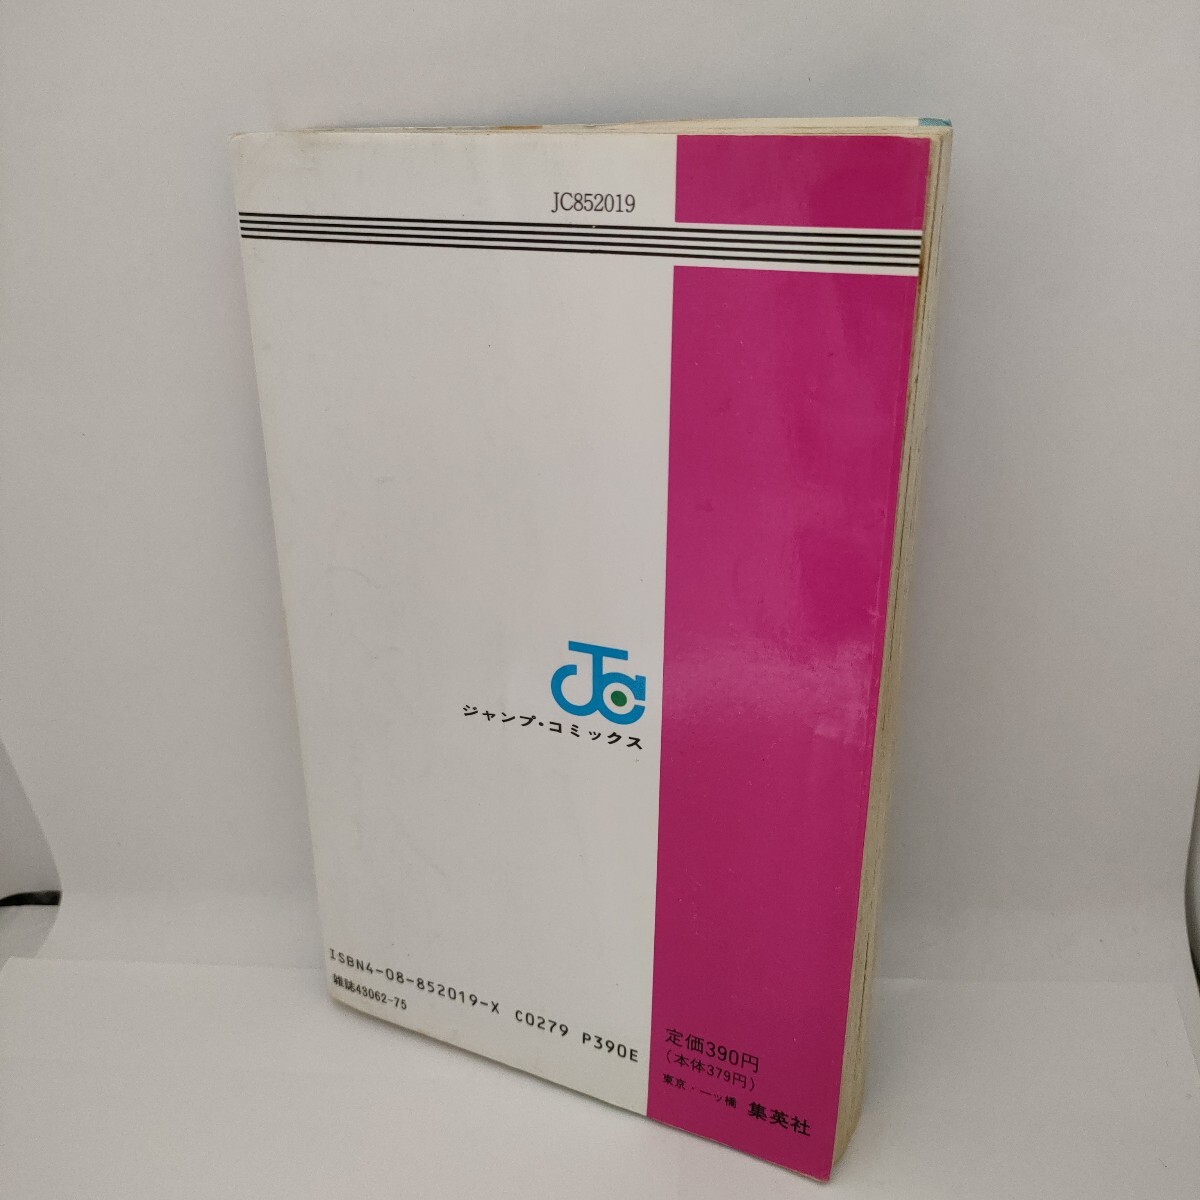 JC852019
JC
ジャンプ・コミックス
ISBN4-08-852019-X C0279 P390E
雑誌43062-75
定価390円
(本体379円)
東京・一ツ橋 集英社